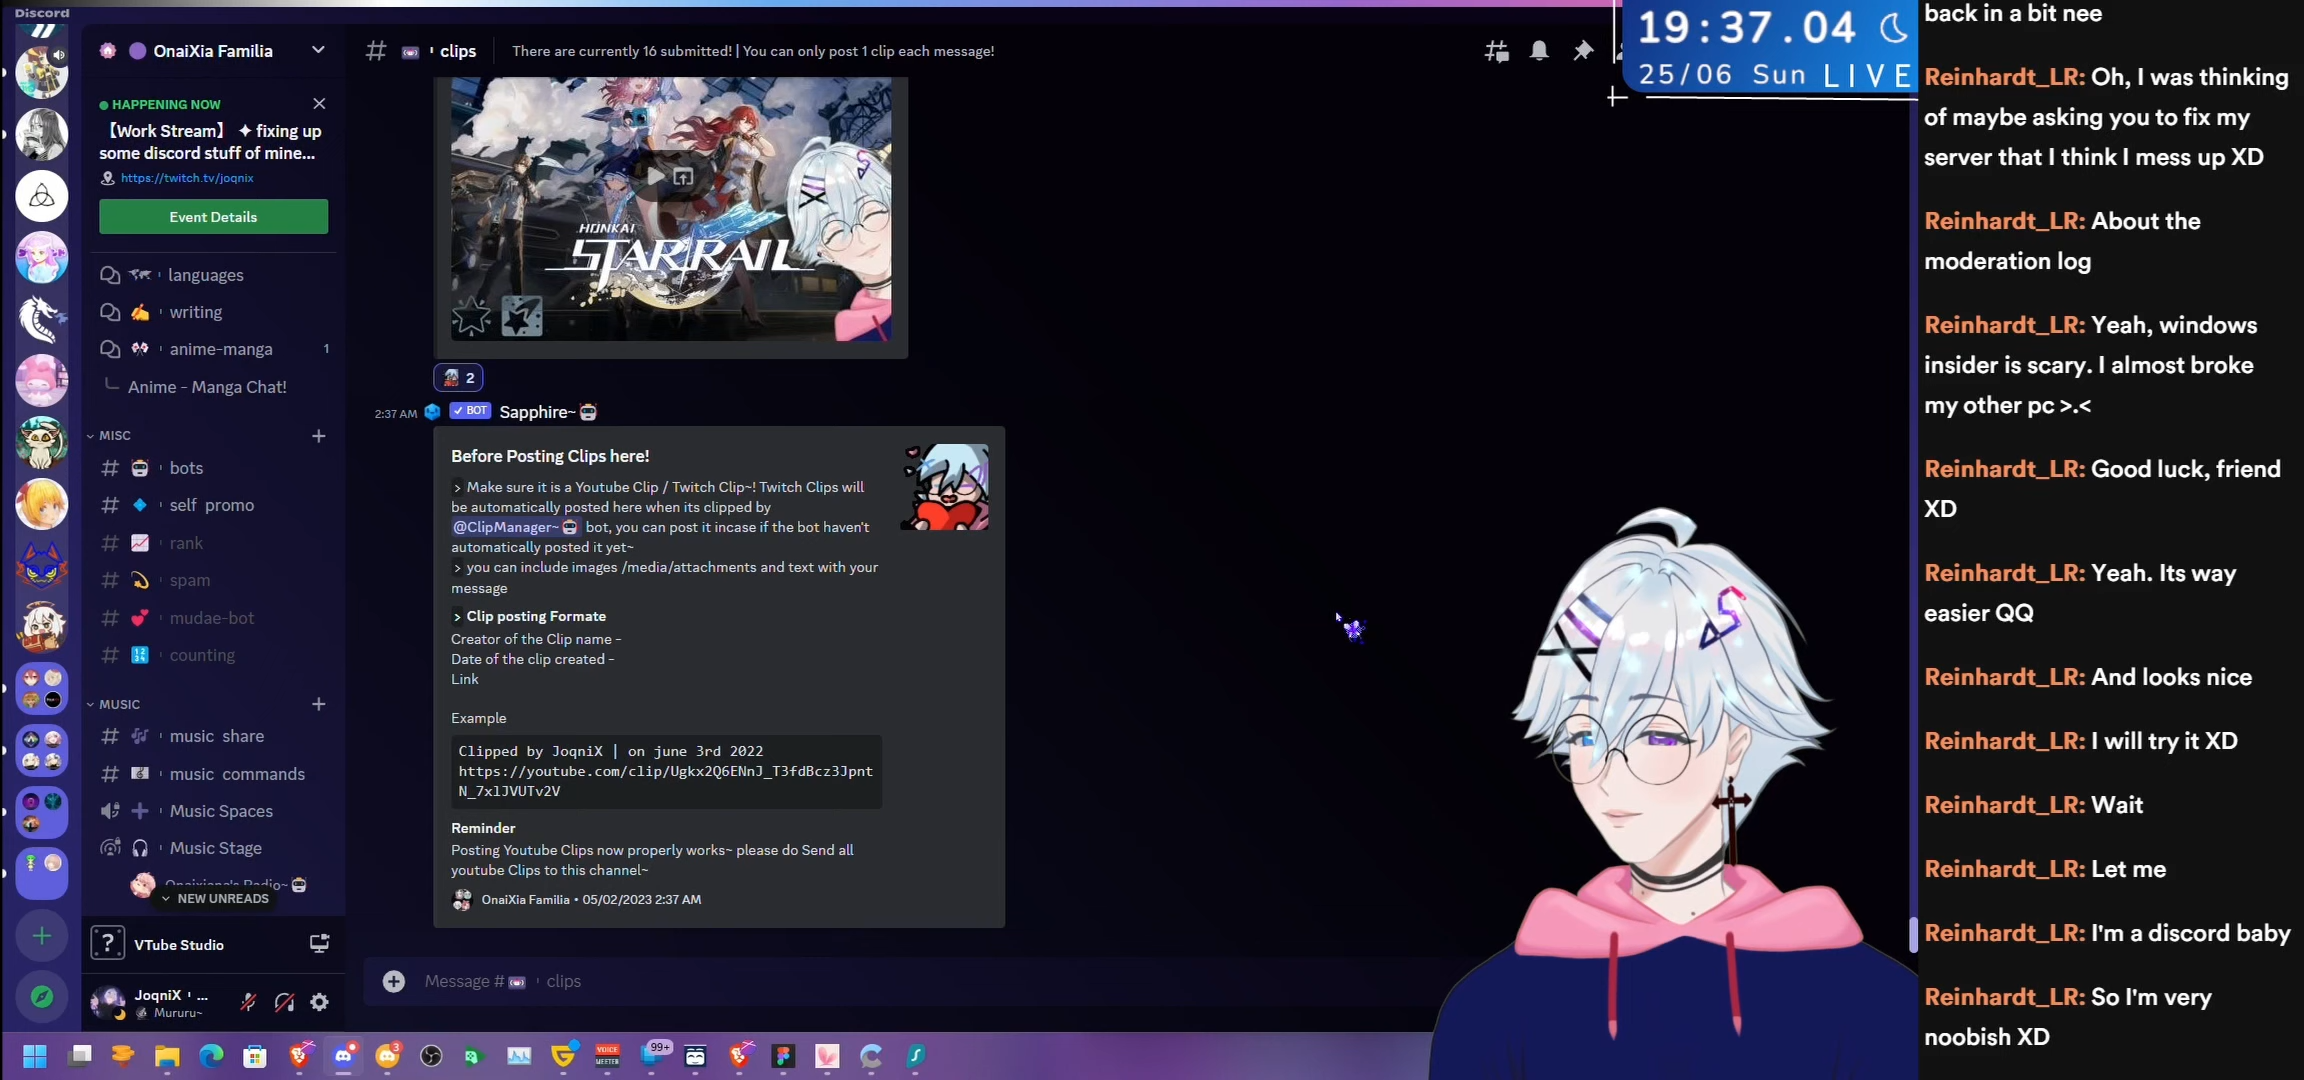 Discord
OnaiXia Familia
HAPPENING NOW
【Work Stream】 ✦ fixing up
some discord stuff of mine...
https://twitch.tv/joqnix
Event Details
languages
writing
anime-manga
1
Anime - Manga Chat!
MISC
bots
self promo
rank
spam
mudae-bot
counting
MUSIC
music share
music commands
Music Spaces
Music Stage
Onaixiana's Radio~
NEW UNREADS
VTube Studio
JoqniX ' ...
Mururu~
clips
There are currently 16 submitted! | You can only post 1 clip each message!
HONKAI
STAR RAIL
2
2:37 AM
✓ BOT
Sapphire~
Before Posting Clips here!
> Make sure it is a Youtube Clip / Twitch Clip~! Twitch Clips will
be automatically posted here when its clipped by
@ClipManager~ bot, you can post it incase if the bot haven't
automatically posted it yet~
> you can include images /media/attachments and text with your
message
> Clip posting Formate
Creator of the Clip name -
Date of the clip created -
Link
Example
Clipped by JoqniX | on june 3rd 2022
https://youtube.com/clip/Ugkx2Q6ENnJ_T3fdBcz3Jpnt
N_7xlJVUTv2V
Reminder
Posting Youtube Clips now properly works~ please do Send all
youtube Clips to this channel~
OnaiXia Familia • 05/02/2023 2:37 AM
Message # ' clips
19:37.04
25/06 Sun LIVE
back in a bit nee
Reinhardt_LR: Oh, I was thinking
of maybe asking you to fix my
server that I think I mess up XD
Reinhardt_LR: About the
moderation log
Reinhardt_LR: Yeah, windows
insider is scary. I almost broke
my other pc >.<
Reinhardt_LR: Good luck, friend
XD
Reinhardt_LR: Yeah. Its way
easier QQ
Reinhardt_LR: And looks nice
Reinhardt_LR: I will try it XD
Reinhardt_LR: Wait
Reinhardt_LR: Let me
Reinhardt_LR: I'm a discord baby
Reinhardt_LR: So I'm very
noobish XD
3
VOICE
MEETER
99+